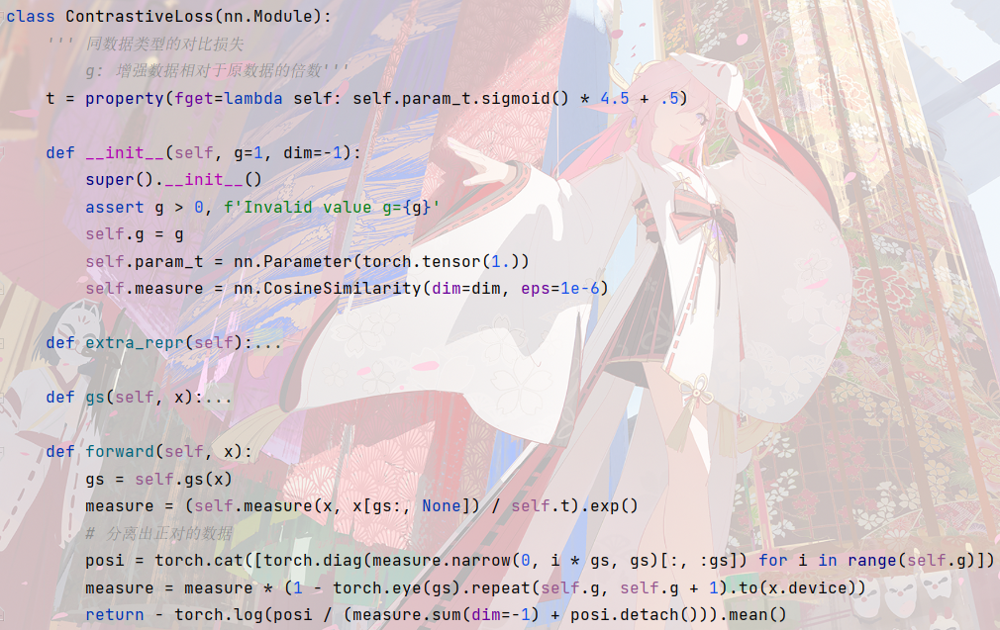 class ContrastiveLoss(nn.Module):
    ''' 同数据类型的对比损失
        g: 增强数据相对于原数据的倍数'''
    t = property(fget=lambda self: self.param_t.sigmoid() * 4.5 + .5)
    def __init__(self, g=1, dim=-1):
        super().__init__()
        assert g > 0, f'Invalid value g={g}'
        self.g = g
        self.param_t = nn.Parameter(torch.tensor(1.))
        self.measure = nn.CosineSimilarity(dim=dim, eps=1e-6)
    def extra_repr(self):...
    def gs(self, x):...
    def forward(self, x):
        gs = self.gs(x)
        measure = (self.measure(x, x[gs:, None]) / self.t).exp()
        # 分离出正对的数据
        posi = torch.cat([torch.diag(measure.narrow(0, i * gs, gs)[:, :gs]) for i in range(self.g)])
        measure = measure * (1 - torch.eye(gs).repeat(self.g, self.g + 1).to(x.device))
        return - torch.log(posi / (measure.sum(dim=-1) + posi.detach())).mean()